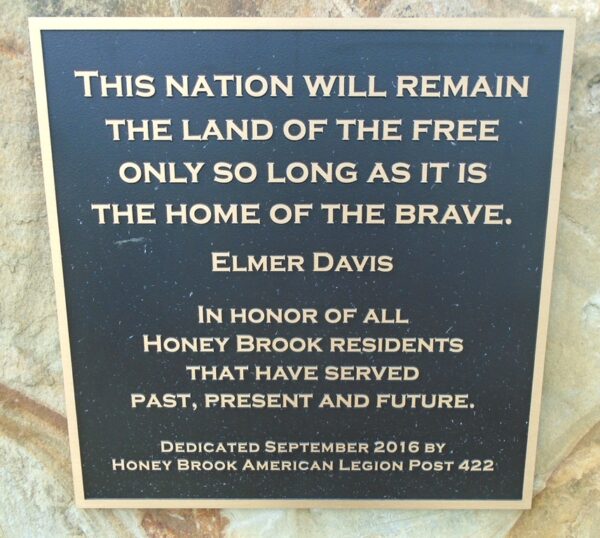 This nation will remain
the land of the free
only so long as it is
the home of the brave.
Elmer Davis
In honor of all
Honey Brook residents
that have served
past, present and future.
Dedicated September 2016 by
Honey Brook American Legion Post 422